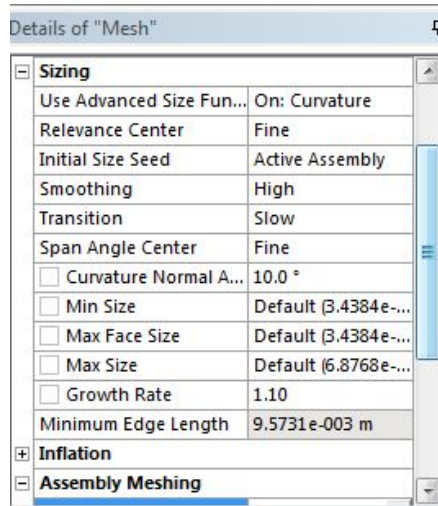 Details of "Mesh"
Sizing
Use Advanced Size Fun... On: Curvature
Relevance Center Fine
Initial Size Seed Active Assembly
Smoothing High
Transition Slow
Span Angle Center Fine
Curvature Normal A... 10.0 °
Min Size Default (3.4384e-...
Max Face Size Default (3.4384e-...
Max Size Default (6.8768e-...
Growth Rate 1.10
Minimum Edge Length 9.5731e-003 m
Inflation
Assembly Meshing